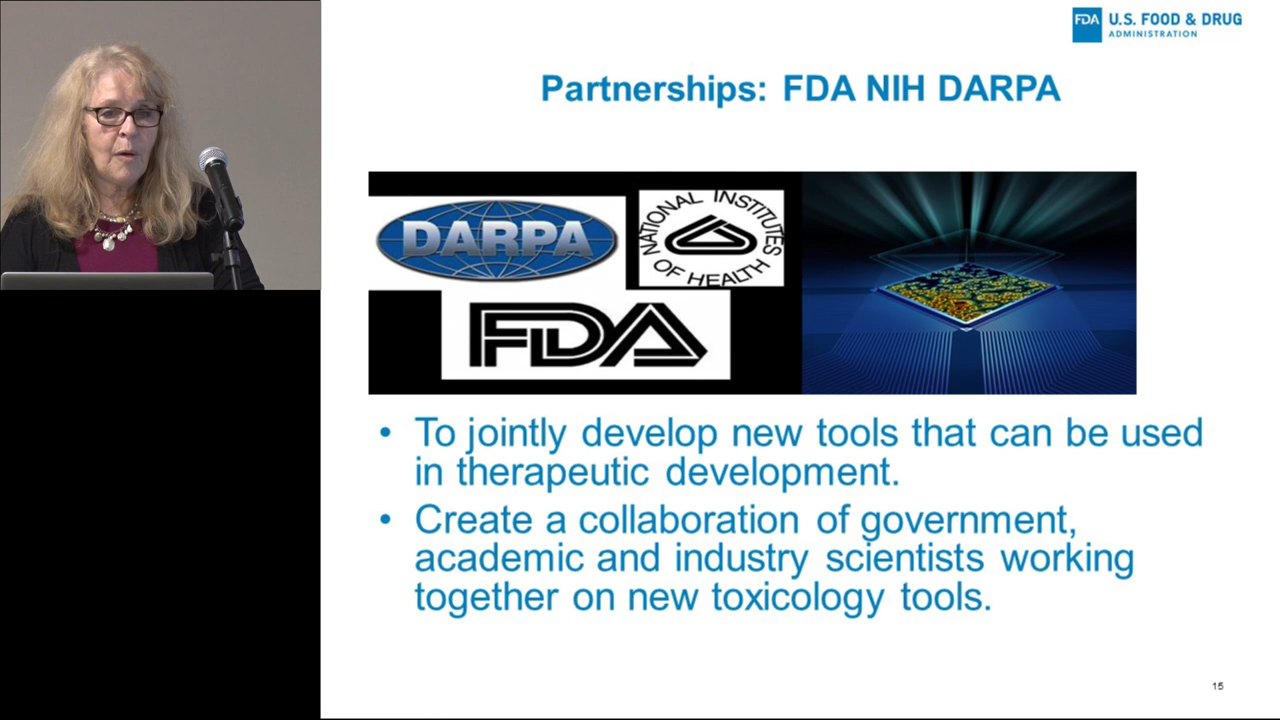 FDA U.S. FOOD & DRUG
ADMINISTRATION
Partnerships: FDA NIH DARPA
DARPA
NATIONAL INSTITUTES
OF HEALTH
FDA
• To jointly develop new tools that can be used
in therapeutic development.
• Create a collaboration of government,
academic and industry scientists working
together on new toxicology tools.
15